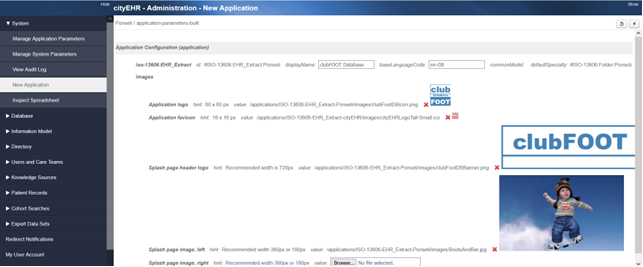 Hide
cityEHR - Administration - New Application
Show
▼ System
Manage Application Parameters
Manage System Parameters
View Audit Log
New Application
Inspect Spreadsheet
▶ Database
▶ Information Model
▶ Directory
▶ Users and Care Teams
▶ Knowledge Sources
▶ Patient Records
▶ Cohort Searches
▶ Export Data Sets
Redirect Notifications
My User Account
Ponseti / application-parameters-built
Application Configuration (application)
iso-13606:EHR_Extract id #ISO-13606:EHR_Extract:Ponseti displayName clubFOOT Database baseLanguageCode en-GB commonModel defaultSpecialty #ISO-13606:Folder:Ponseti
images
club
Database
FOOT
Application logo hint: 60 x 60 px value: /applications/ISO-13606-EHR_Extract-Ponseti/images/clubFootDBIcon.png
Application favicon hint: 16 x 16 px value: /applications/ISO-13606-EHR_Extract-cityEHR/images/cityEHRLogoTall-Small.ico
clubFOOT
Splash page header logo hint: Recommended width is 720px value: /applications/ISO-13606-EHR_Extract-Ponseti/images/clubFootDBBanner.png
Splash page image, left hint: Recommended width 360px or 180px value: /applications/ISO-13606-EHR_Extract-Ponseti/images/BootsAndBar.jpg
Splash page image, right hint: Recommended width 360px or 180px value: Browse... No file selected.